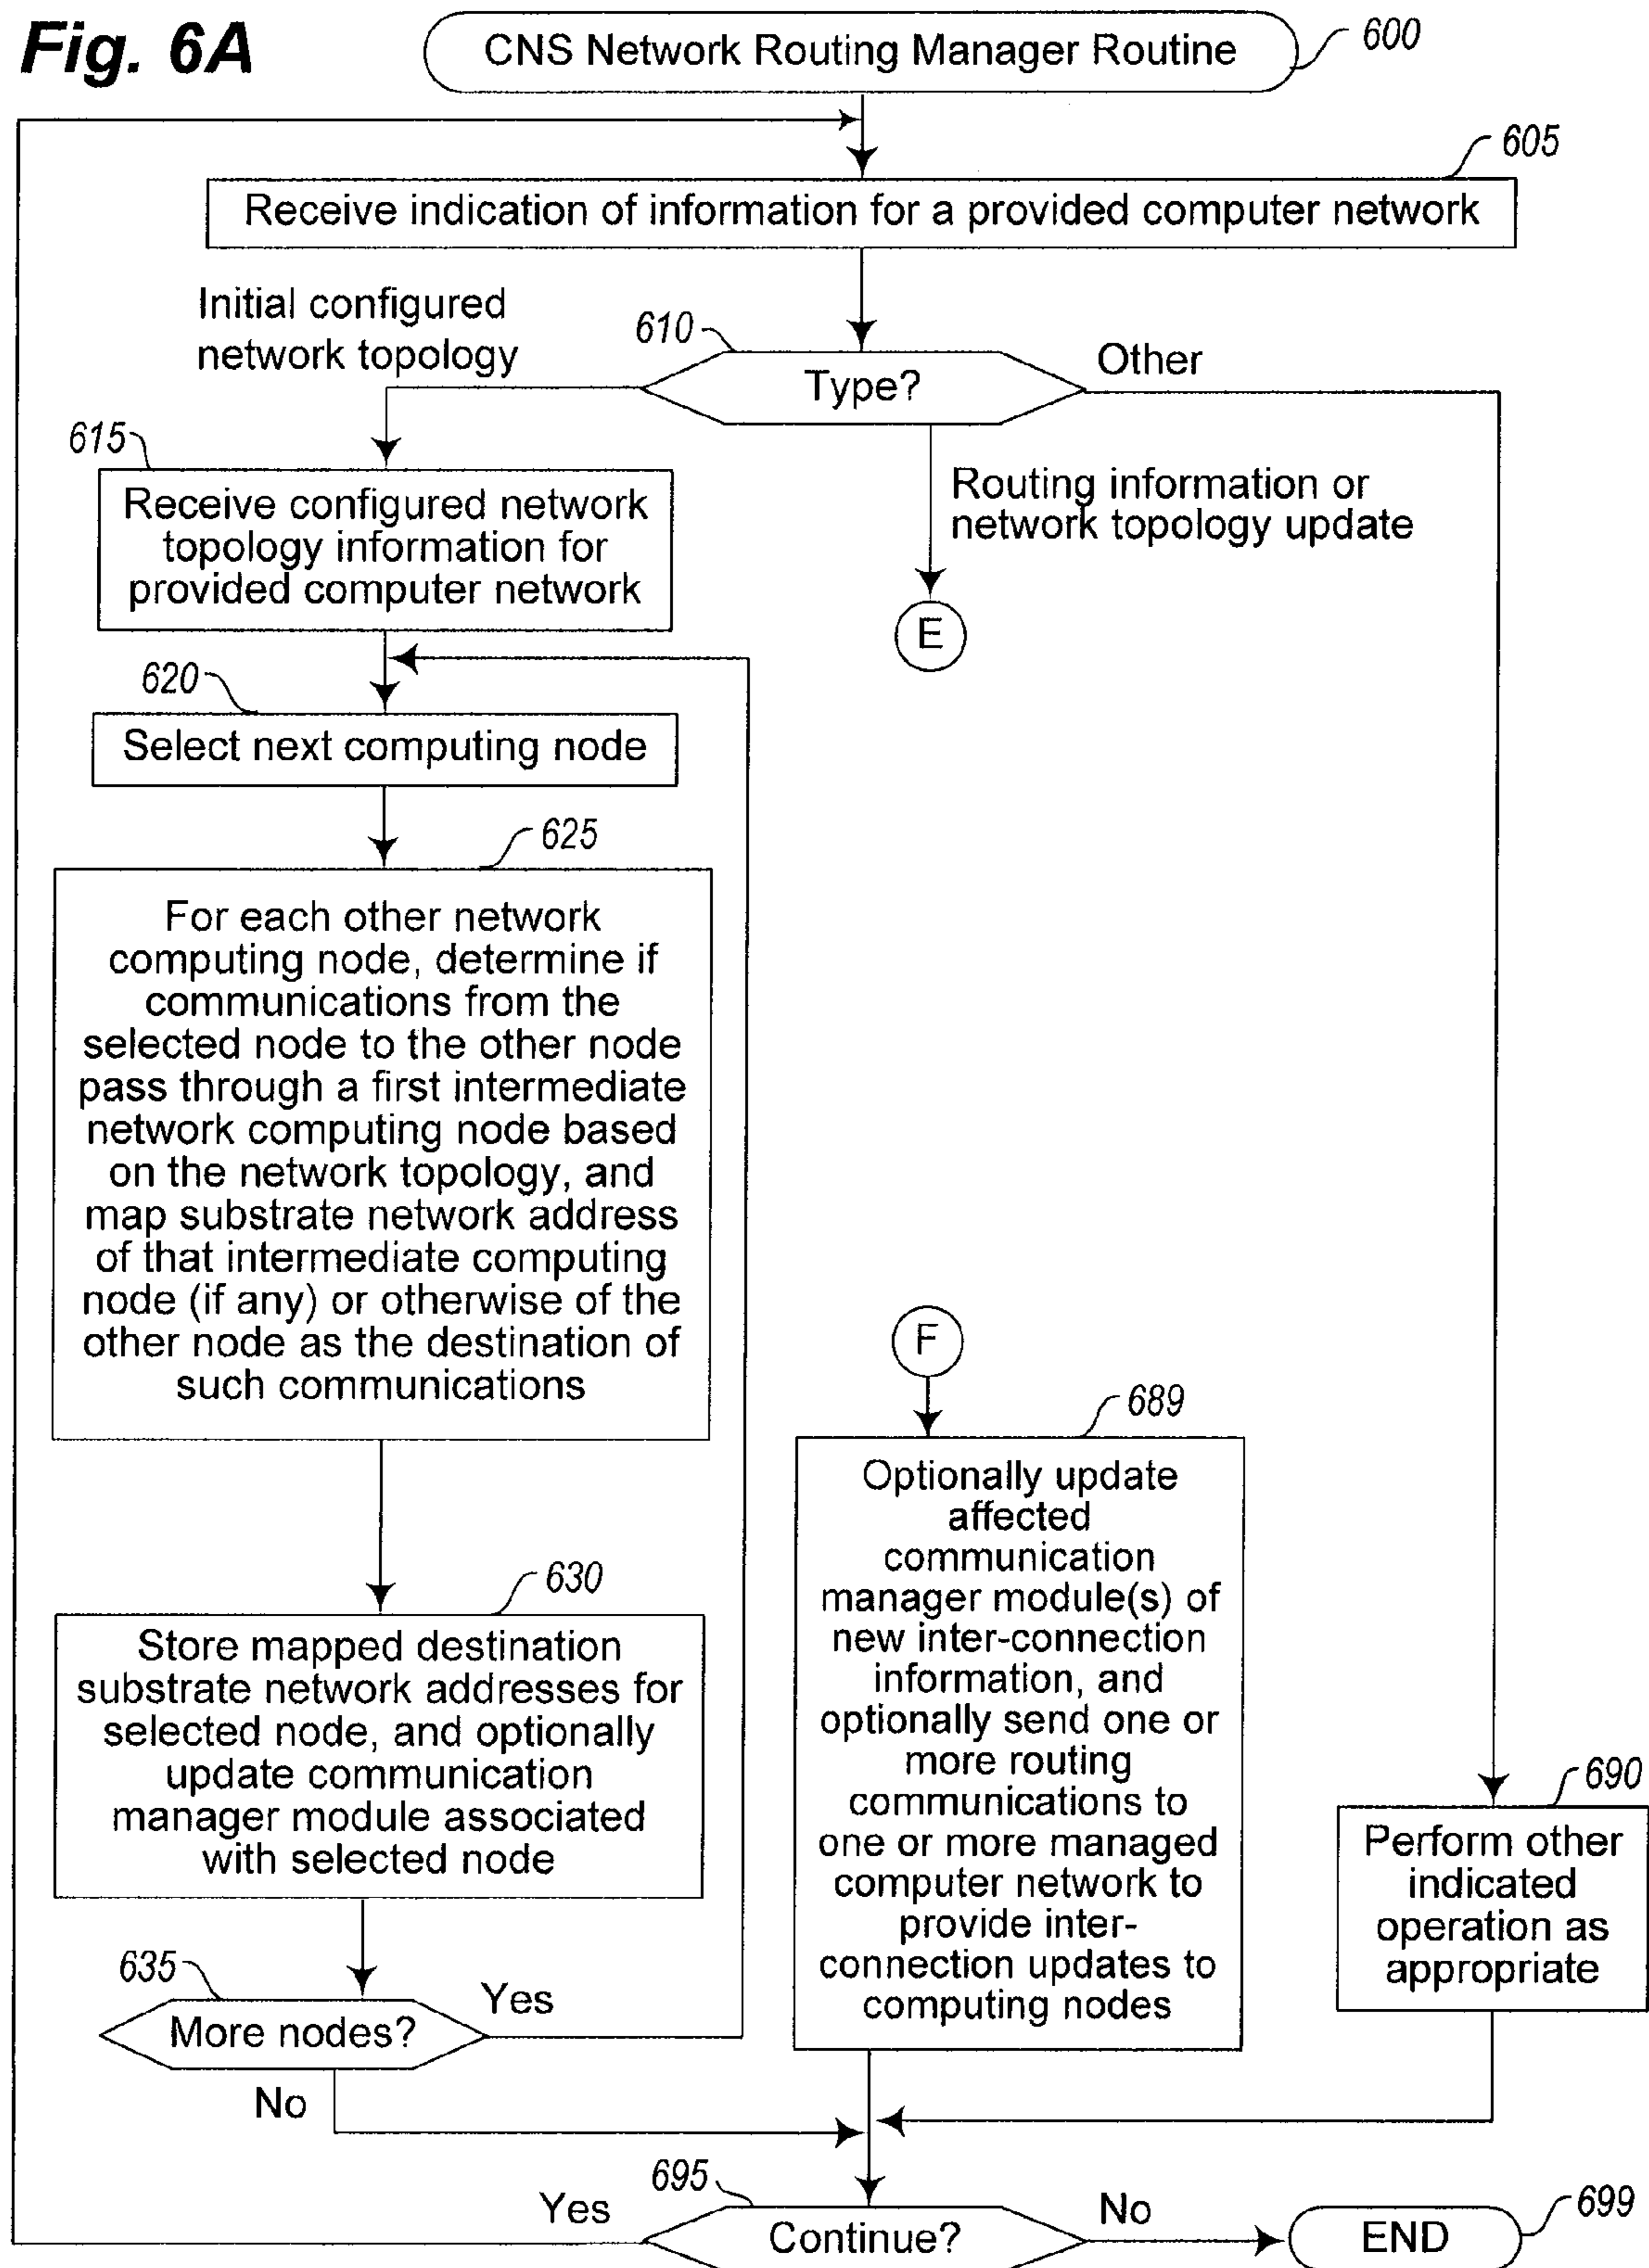 Fig. 6A
CNS Network Routing Manager Routine
600
605
Receive indication of information for a provided computer network
Initial configured
network topology
610
Type?
Other
615
Receive configured network
topology information for
provided computer network
Routing information or
network topology update
E
620
Select next computing node
625
For each other network
computing node, determine if
communications from the
selected node to the other node
pass through a first intermediate
network computing node based
on the network topology, and
map substrate network address
of that intermediate computing
node (if any) or otherwise of the
other node as the destination of
such communications
F
689
Optionally update
affected
communication
manager module(s) of
new inter-connection
information, and
optionally send one or
more routing
communications to
one or more managed
computer network to
provide inter-
connection updates to
computing nodes
630
Store mapped destination
substrate network addresses for
selected node, and optionally
update communication
manager module associated
with selected node
690
Perform other
indicated
operation as
appropriate
635
More nodes?
Yes
No
695
Yes
Continue?
No
END
699